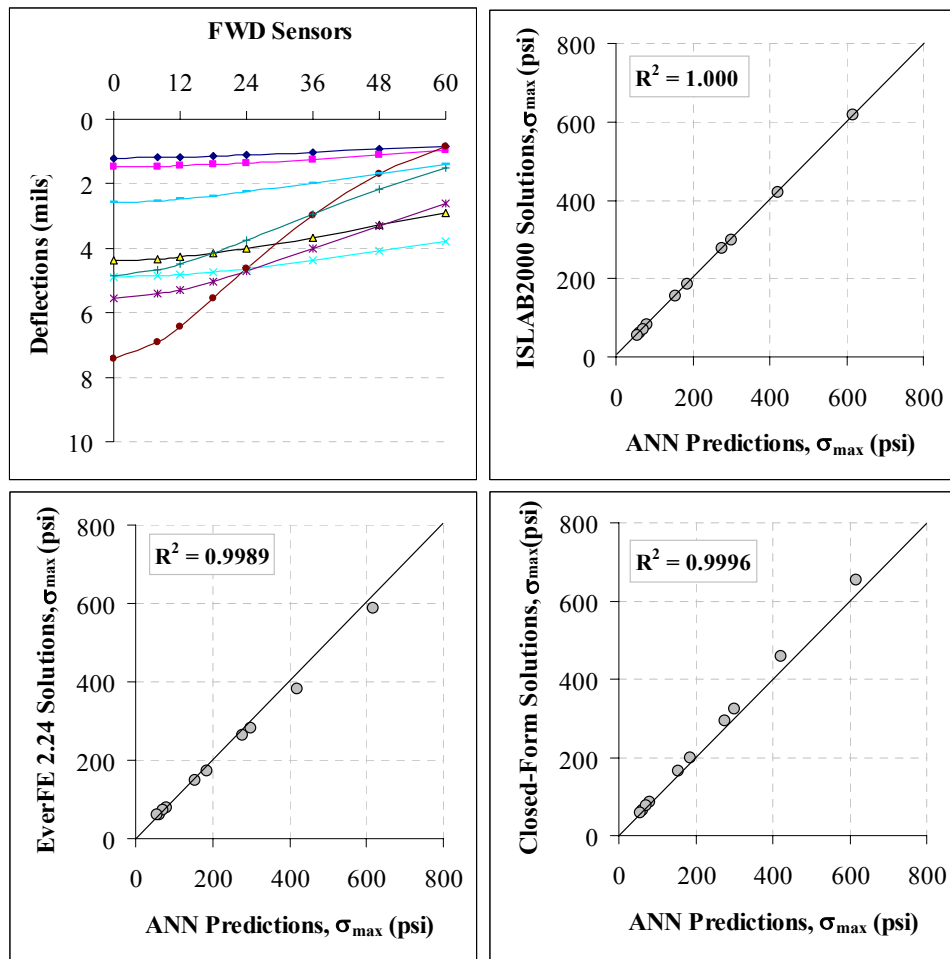 FWD Sensors
0 12 24 36 48 60
0
2
4
6
8
10
Deflections (mils)
800
600
400
200
0
ISLAB2000 Solutions,σmax (psi)
R² = 1.000
0 200 400 600 800
ANN Predictions, σmax (psi)
800
600
400
200
0
EverFE 2.24 Solutions,σmax (psi)
R² = 0.9989
0 200 400 600 800
ANN Predictions, σmax (psi)
800
600
400
200
0
Closed-Form Solutions, σmax(psi)
R² = 0.9996
0 200 400 600 800
ANN Predictions, σmax (psi)